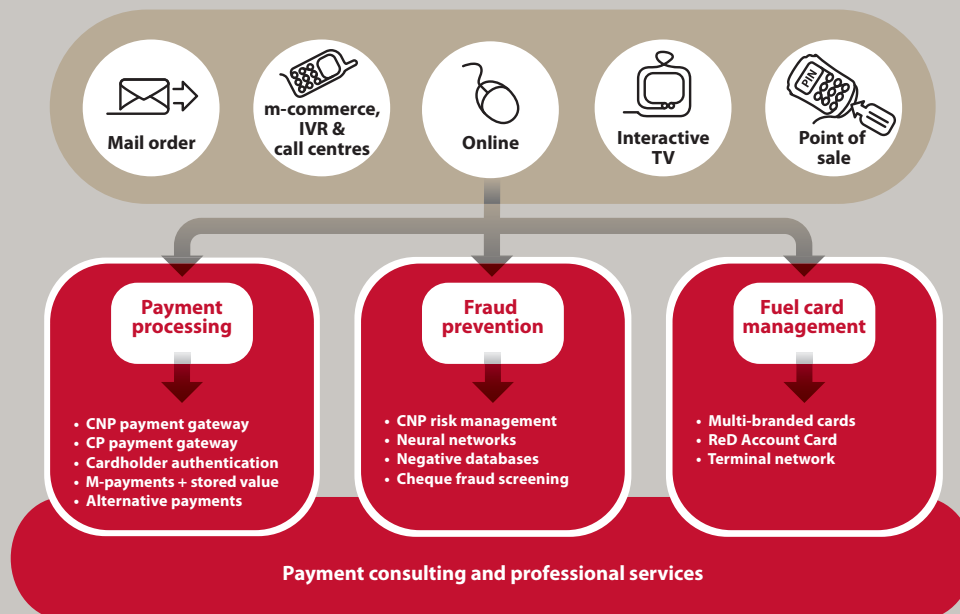 Mail order
m-commerce,
IVR &
call centres
Online
Interactive
TV
PIN
Point of
sale
Payment
processing
• CNP payment gateway
• CP payment gateway
• Cardholder authentication
• M-payments + stored value
• Alternative payments
Fraud
prevention
• CNP risk management
• Neural networks
• Negative databases
• Cheque fraud screening
Fuel card
management
• Multi-branded cards
• ReD Account Card
• Terminal network
Payment consulting and professional services